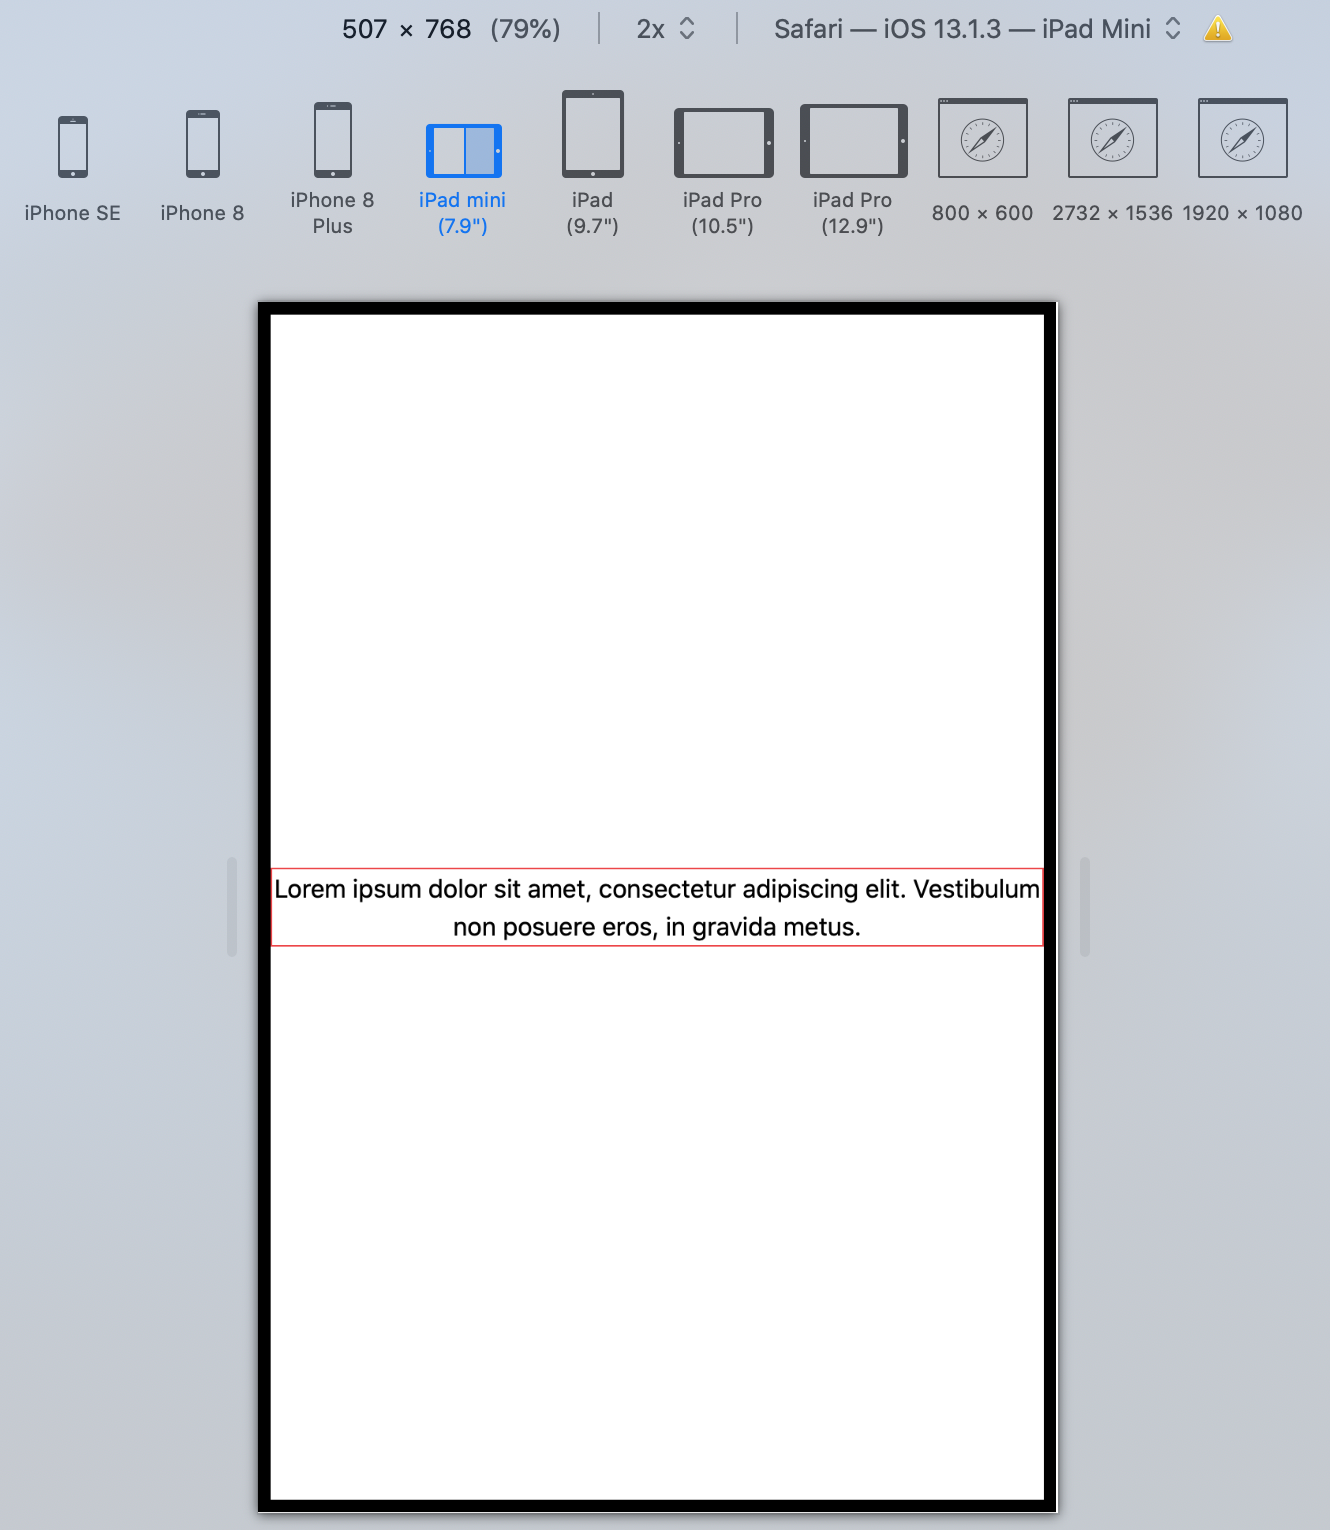 507 × 768 (79%) 2x Safari — iOS 13.1.3 — iPad Mini
iPhone SE
iPhone 8
iPhone 8
Plus
iPad mini
(7.9")
iPad
(9.7")
iPad Pro
(10.5")
iPad Pro
(12.9")
800 × 600
2732 × 1536
1920 × 1080
Lorem ipsum dolor sit amet, consectetur adipiscing elit. Vestibulum
non posuere eros, in gravida metus.